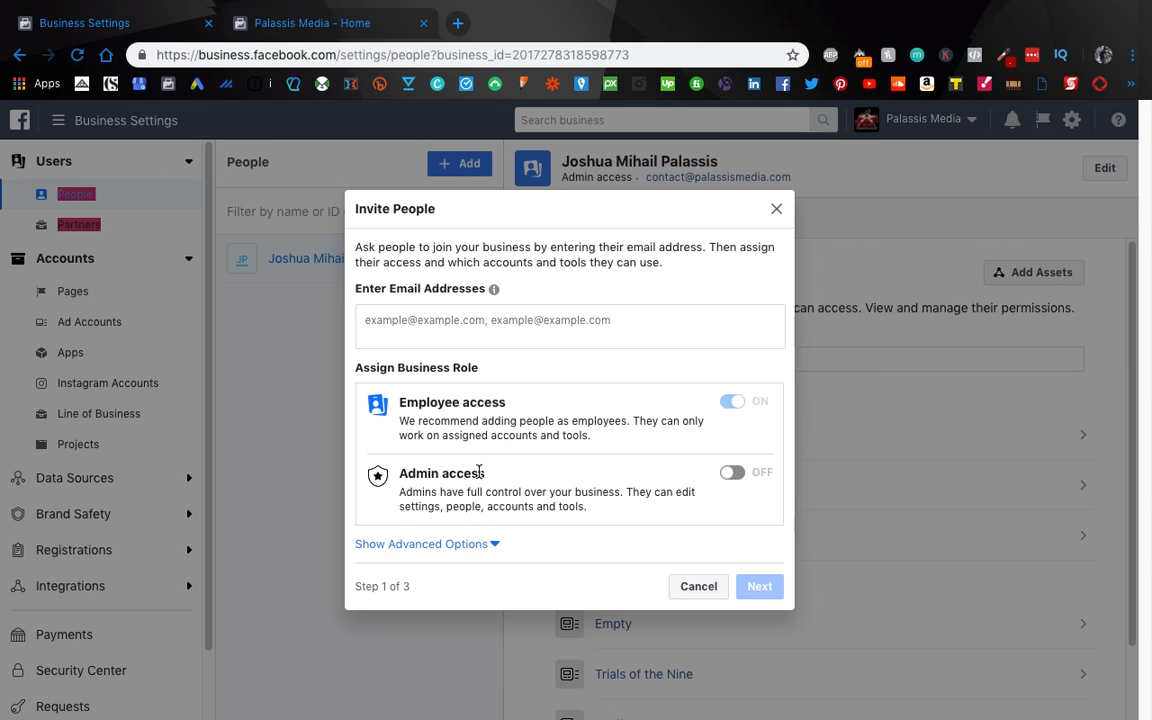 Business Settings
Palassis Media - Home
https://business.facebook.com/settings/people?business_id=2017278318598773
Apps
Business Settings
Search business
Palassis Media
Users
People
Partners
Accounts
Pages
Ad Accounts
Apps
Instagram Accounts
Line of Business
Projects
Data Sources
Brand Safety
Registrations
Integrations
Payments
Security Center
Requests
People
+ Add
Filter by name or ID
JP Joshua Mihai
Joshua Mihail Palassis
Admin access · contact@palassismedia.com
Edit
Add Assets
can access. View and manage their permissions.
Invite People
Ask people to join your business by entering their email address. Then assign
their access and which accounts and tools they can use.
Enter Email Addresses
example@example.com, example@example.com
Assign Business Role
Employee access
ON
We recommend adding people as employees. They can only
work on assigned accounts and tools.
Admin access
OFF
Admins have full control over your business. They can edit
settings, people, accounts and tools.
Show Advanced Options
Step 1 of 3
Cancel
Next
Empty
Trials of the Nine